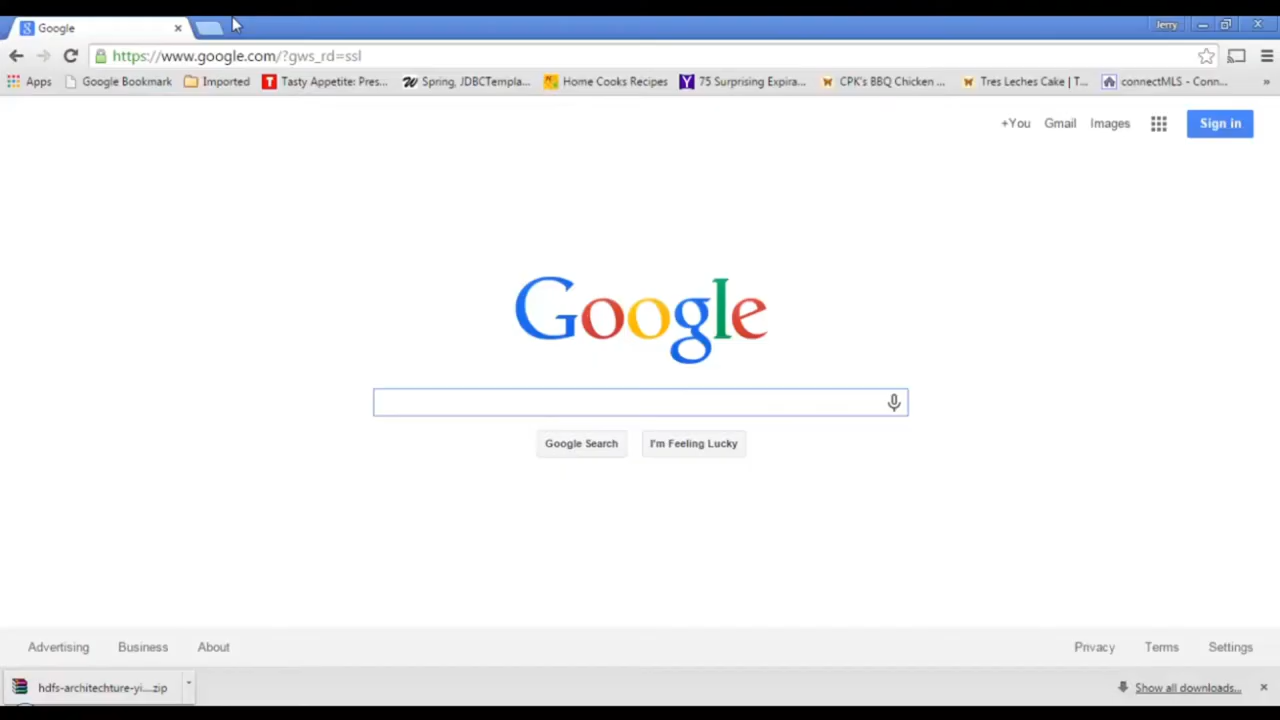 Google
Jerry
https://www.google.com/?gws_rd=ssl
Apps Google Bookmark Imported Tasty Appetite: Pres... Spring, JDBCTempla... Home Cooks Recipes 75 Surprising Expira... CPK's BBQ Chicken ... Tres Leches Cake | T... connectMLS - Conn... »
+You Gmail Images Sign in
Google
Google Search I'm Feeling Lucky
Advertising Business About Privacy Terms Settings
hdfs-architechture-yi....zip Show all downloads...